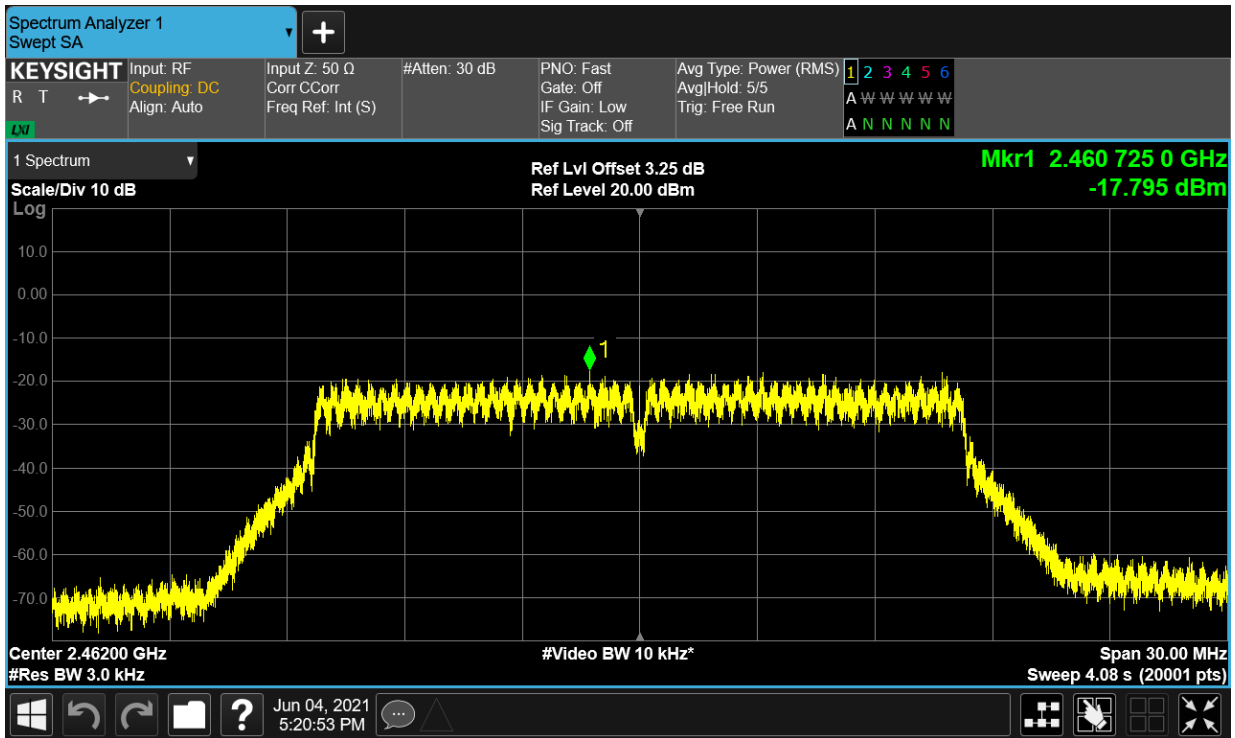 Spectrum Analyzer 1
Swept SA
KEYSIGHT
R T
LXI
Input: RF
Coupling: DC
Align: Auto
Input Z: 50 Ω
Corr CCorr
Freq Ref: Int (S)
#Atten: 30 dB
PNO: Fast
Gate: Off
IF Gain: Low
Sig Track: Off
Avg Type: Power (RMS)
Avg|Hold: 5/5
Trig: Free Run
1 2 3 4 5 6
A W W W W W
A N N N N N
1 Spectrum
Scale/Div 10 dB
Log
Ref Lvl Offset 3.25 dB
Ref Level 20.00 dBm
Mkr1 2.460 725 0 GHz
-17.795 dBm
10.0
0.00
-10.0
-20.0
-30.0
-40.0
-50.0
-60.0
-70.0
1
Center 2.46200 GHz
#Res BW 3.0 kHz
#Video BW 10 kHz*
Span 30.00 MHz
Sweep 4.08 s (20001 pts)
?
Jun 04, 2021
5:20:53 PM